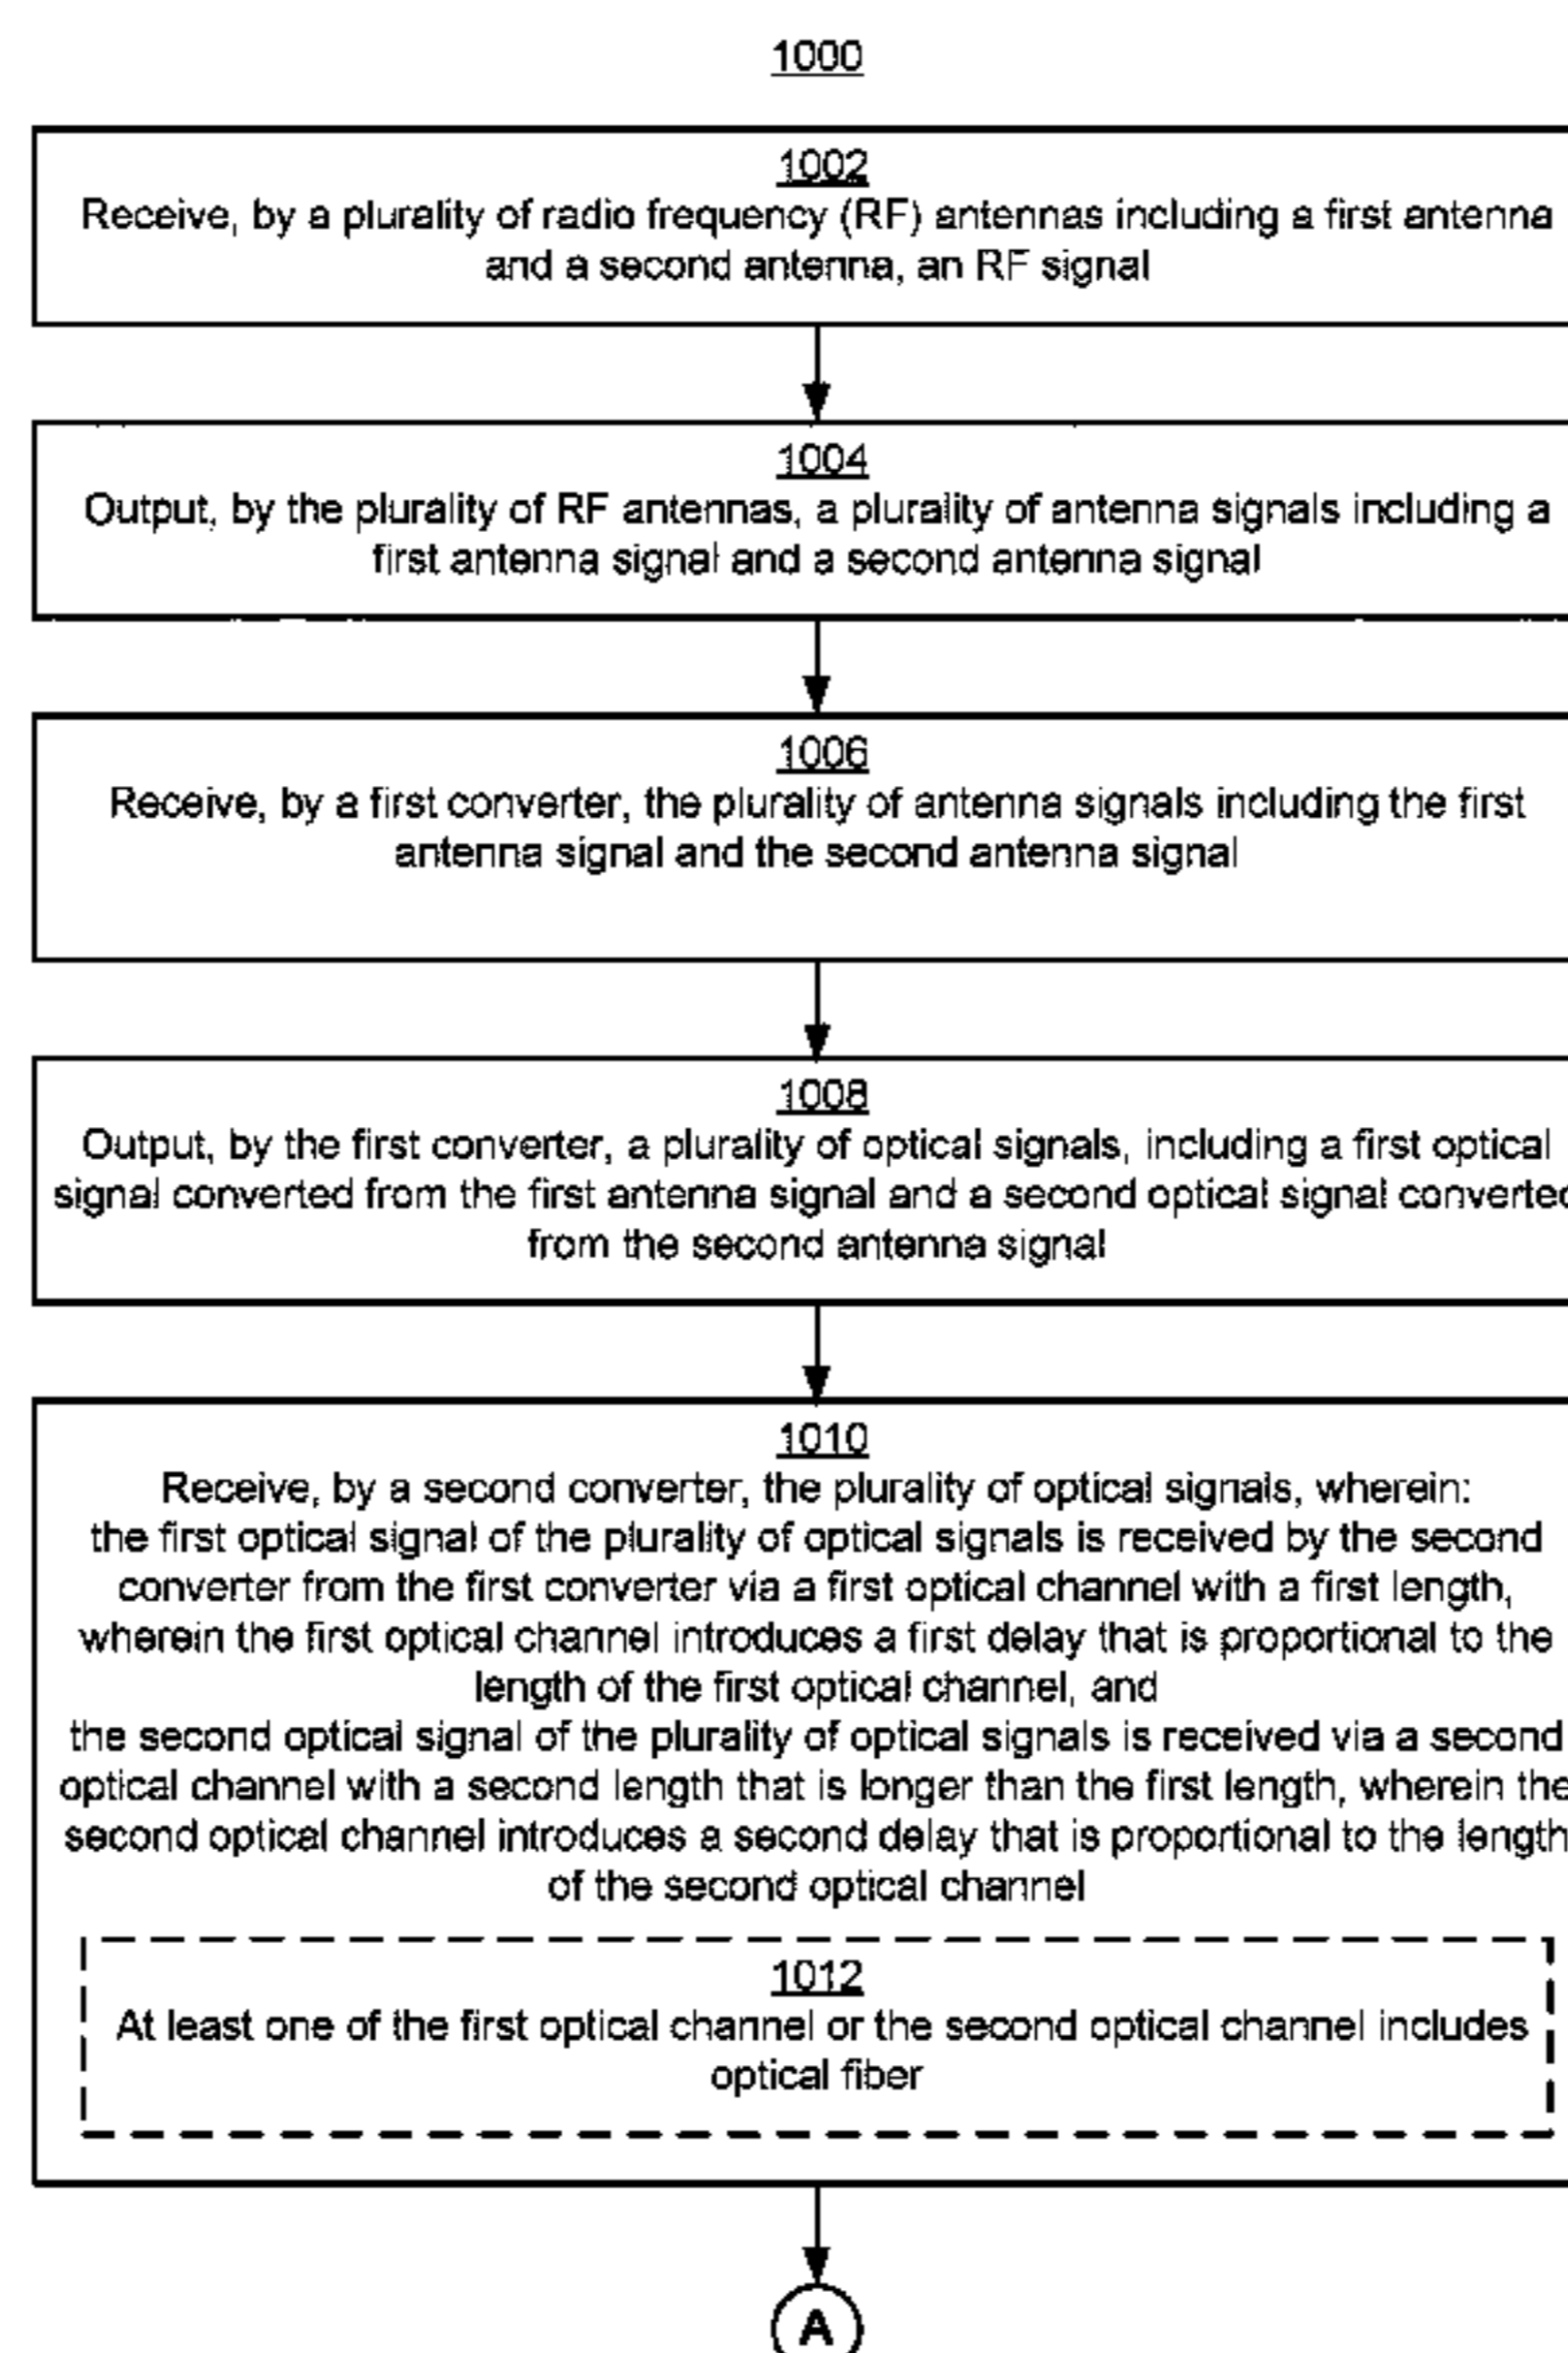 1000
1002
Receive, by a plurality of radio frequency (RF) antennas including a first antenna
and a second antenna, an RF signal
1004
Output, by the plurality of RF antennas, a plurality of antenna signals including a
first antenna signal and a second antenna signal
1006
Receive, by a first converter, the plurality of antenna signals including the first
antenna signal and the second antenna signal
1008
Output, by the first converter, a plurality of optical signals, including a first optical
signal converted from the first antenna signal and a second optical signal converted
from the second antenna signal
1010
Receive, by a second converter, the plurality of optical signals, wherein:
the first optical signal of the plurality of optical signals is received by the second
converter from the first converter via a first optical channel with a first length,
wherein the first optical channel introduces a first delay that is proportional to the
length of the first optical channel, and
the second optical signal of the plurality of optical signals is received via a second
optical channel with a second length that is longer than the first length, wherein the
second optical channel introduces a second delay that is proportional to the length
of the second optical channel
1012
At least one of the first optical channel or the second optical channel includes
optical fiber
A